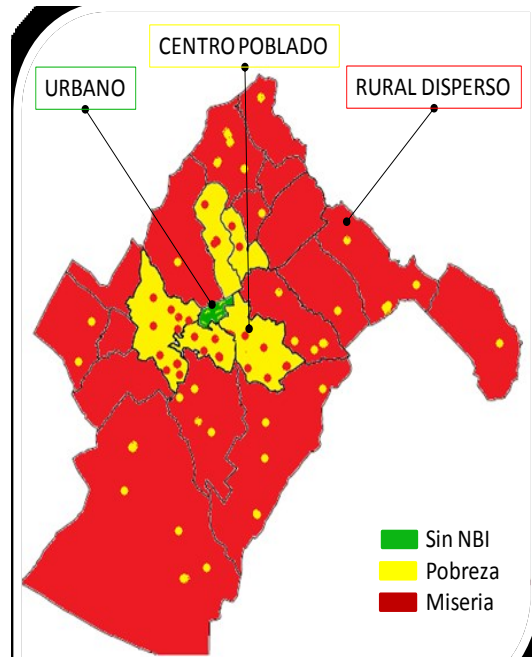 CENTRO POBLADO
URBANO
RURAL DISPERSO
Sin NBI
Pobreza
Miseria